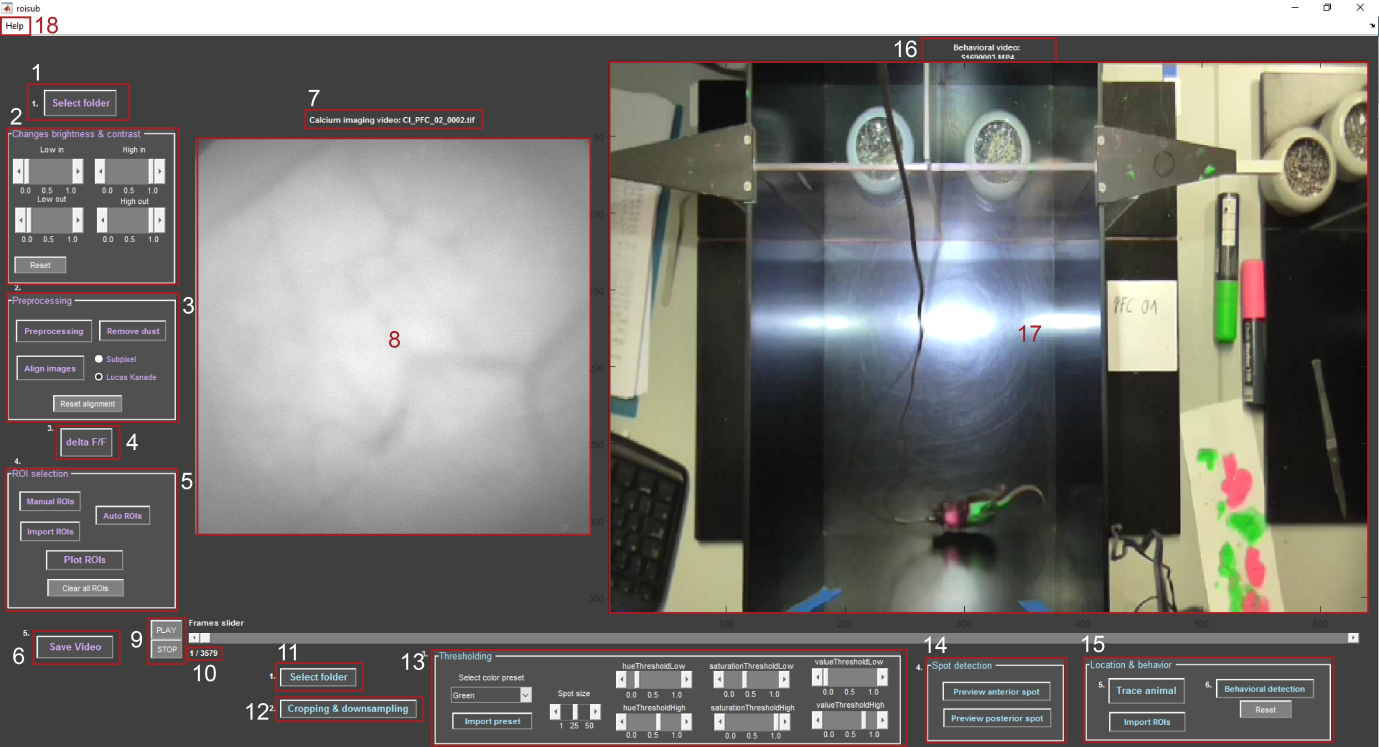 roisub
Help
18
1
1.
Select folder
2
Changes brightness & contrast
Low in
High in
0.0 0.5 1.0
0.0 0.5 1.0
Low out
High out
0.0 0.5 1.0
0.0 0.5 1.0
Reset
2.
Preprocessing
3
Preprocessing
Remove dust
Align images
Subpixel
Lucas Kanade
Reset alignment
3.
delta F/F
4
4.
ROI selection
5
Manual ROIs
Auto ROIs
Import ROIs
Plot ROIs
Clear all ROIs
5.
6
Save Video
7
Calcium imaging video: CI_PFC_02_0002.tif
8
16
Behavioral video:
S1690003.MP4
50
100
150
200
250
300
350
17
PFC 01
100
200
300
400
500
600
9
PLAY
STOP
Frames slider
1 / 3579
10
11
1.
Select folder
12
2.
Cropping & downsampling
13
Thresholding
Select color preset
Green
Import preset
Spot size
1 25 50
hueThresholdLow
0.0 0.5 1.0
hueThresholdHigh
0.0 0.5 1.0
saturationThresholdLow
0.0 0.5 1.0
saturationThresholdHigh
0.0 0.5 1.0
valueThresholdLow
0.0 0.5 1.0
valueThresholdHigh
0.0 0.5 1.0
14
4.
Spot detection
Preview anterior spot
Preview posterior spot
15
Location & behavior
5.
Trace animal
Import ROIs
6.
Behavioral detection
Reset